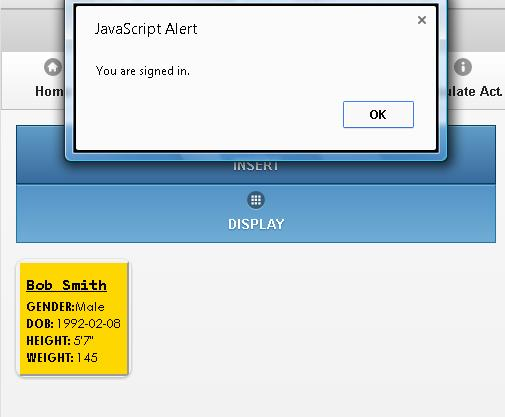 JavaScript Alert
You are signed in.
OK
Hom
ulate Act.
INSERT
DISPLAY
Bob Smith
GENDER:Male
DOB: 1992-02-08
HEIGHT: 5'7"
WEIGHT: 145